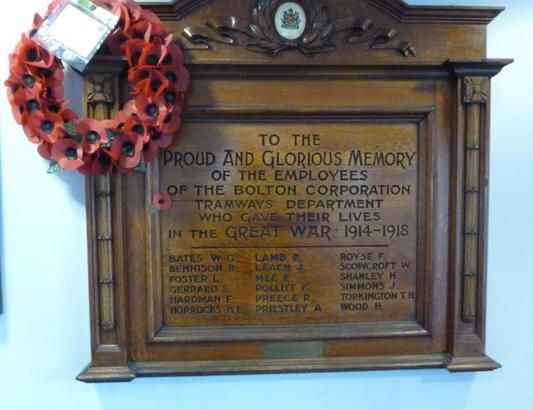 TO THE
PROUD AND GLORIOUS MEMORY
OF THE EMPLOYEES
OF THE BOLTON CORPORATION
TRAMWAYS DEPARTMENT
WHO GAVE THEIR LIVES
IN THE GREAT WAR · 1914-1918
BATES W. G.
BENNISON R.
FOSTER L.
GERRARD E.
HARDMAN F.
HORROCKS H.E.
LAMB R.
LEACH J.
MEE E.
POLLITT F.
PREECE R.
PRIESTLEY A.
ROYSE F.
SCOWCROFT W.
SHANLEY H.
SIMMONS J.
TORKINGTON T.H.
WOOD H.